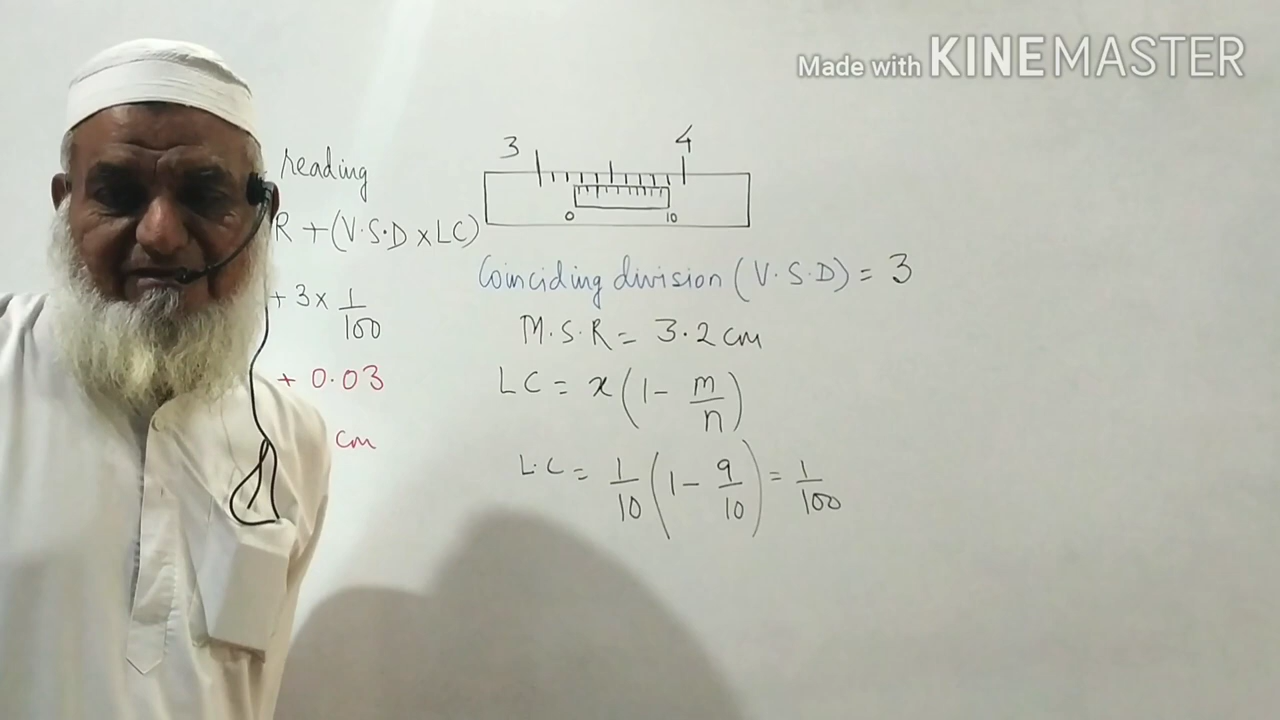 Made with KINEMASTER
3 4
reading
0 10
R + (V.S.D x LC)
Coinciding division (V.S.D) = 3
+ 3 x 1/100
M.S.R = 3.2 cm
+ 0.03
LC = x(1 - m/n)
cm
L.C = 1/10 (1 - 9/10) = 1/100